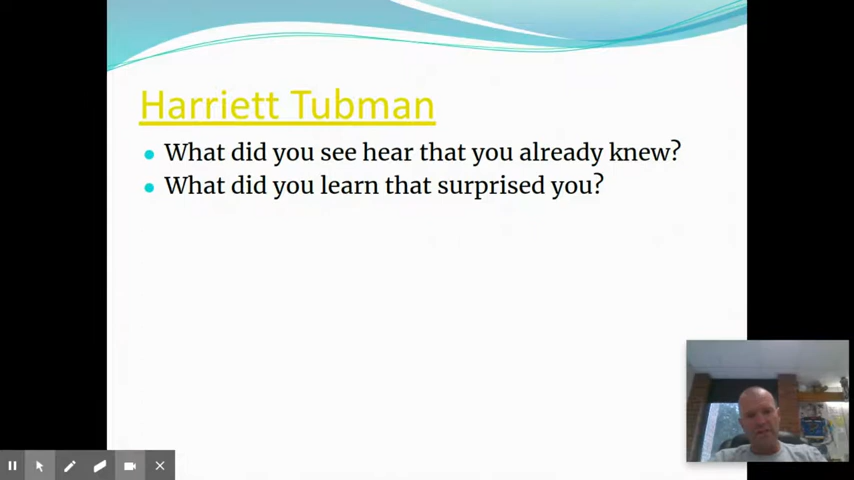 Harriett Tubman
What did you see hear that you already knew?
What did you learn that surprised you?